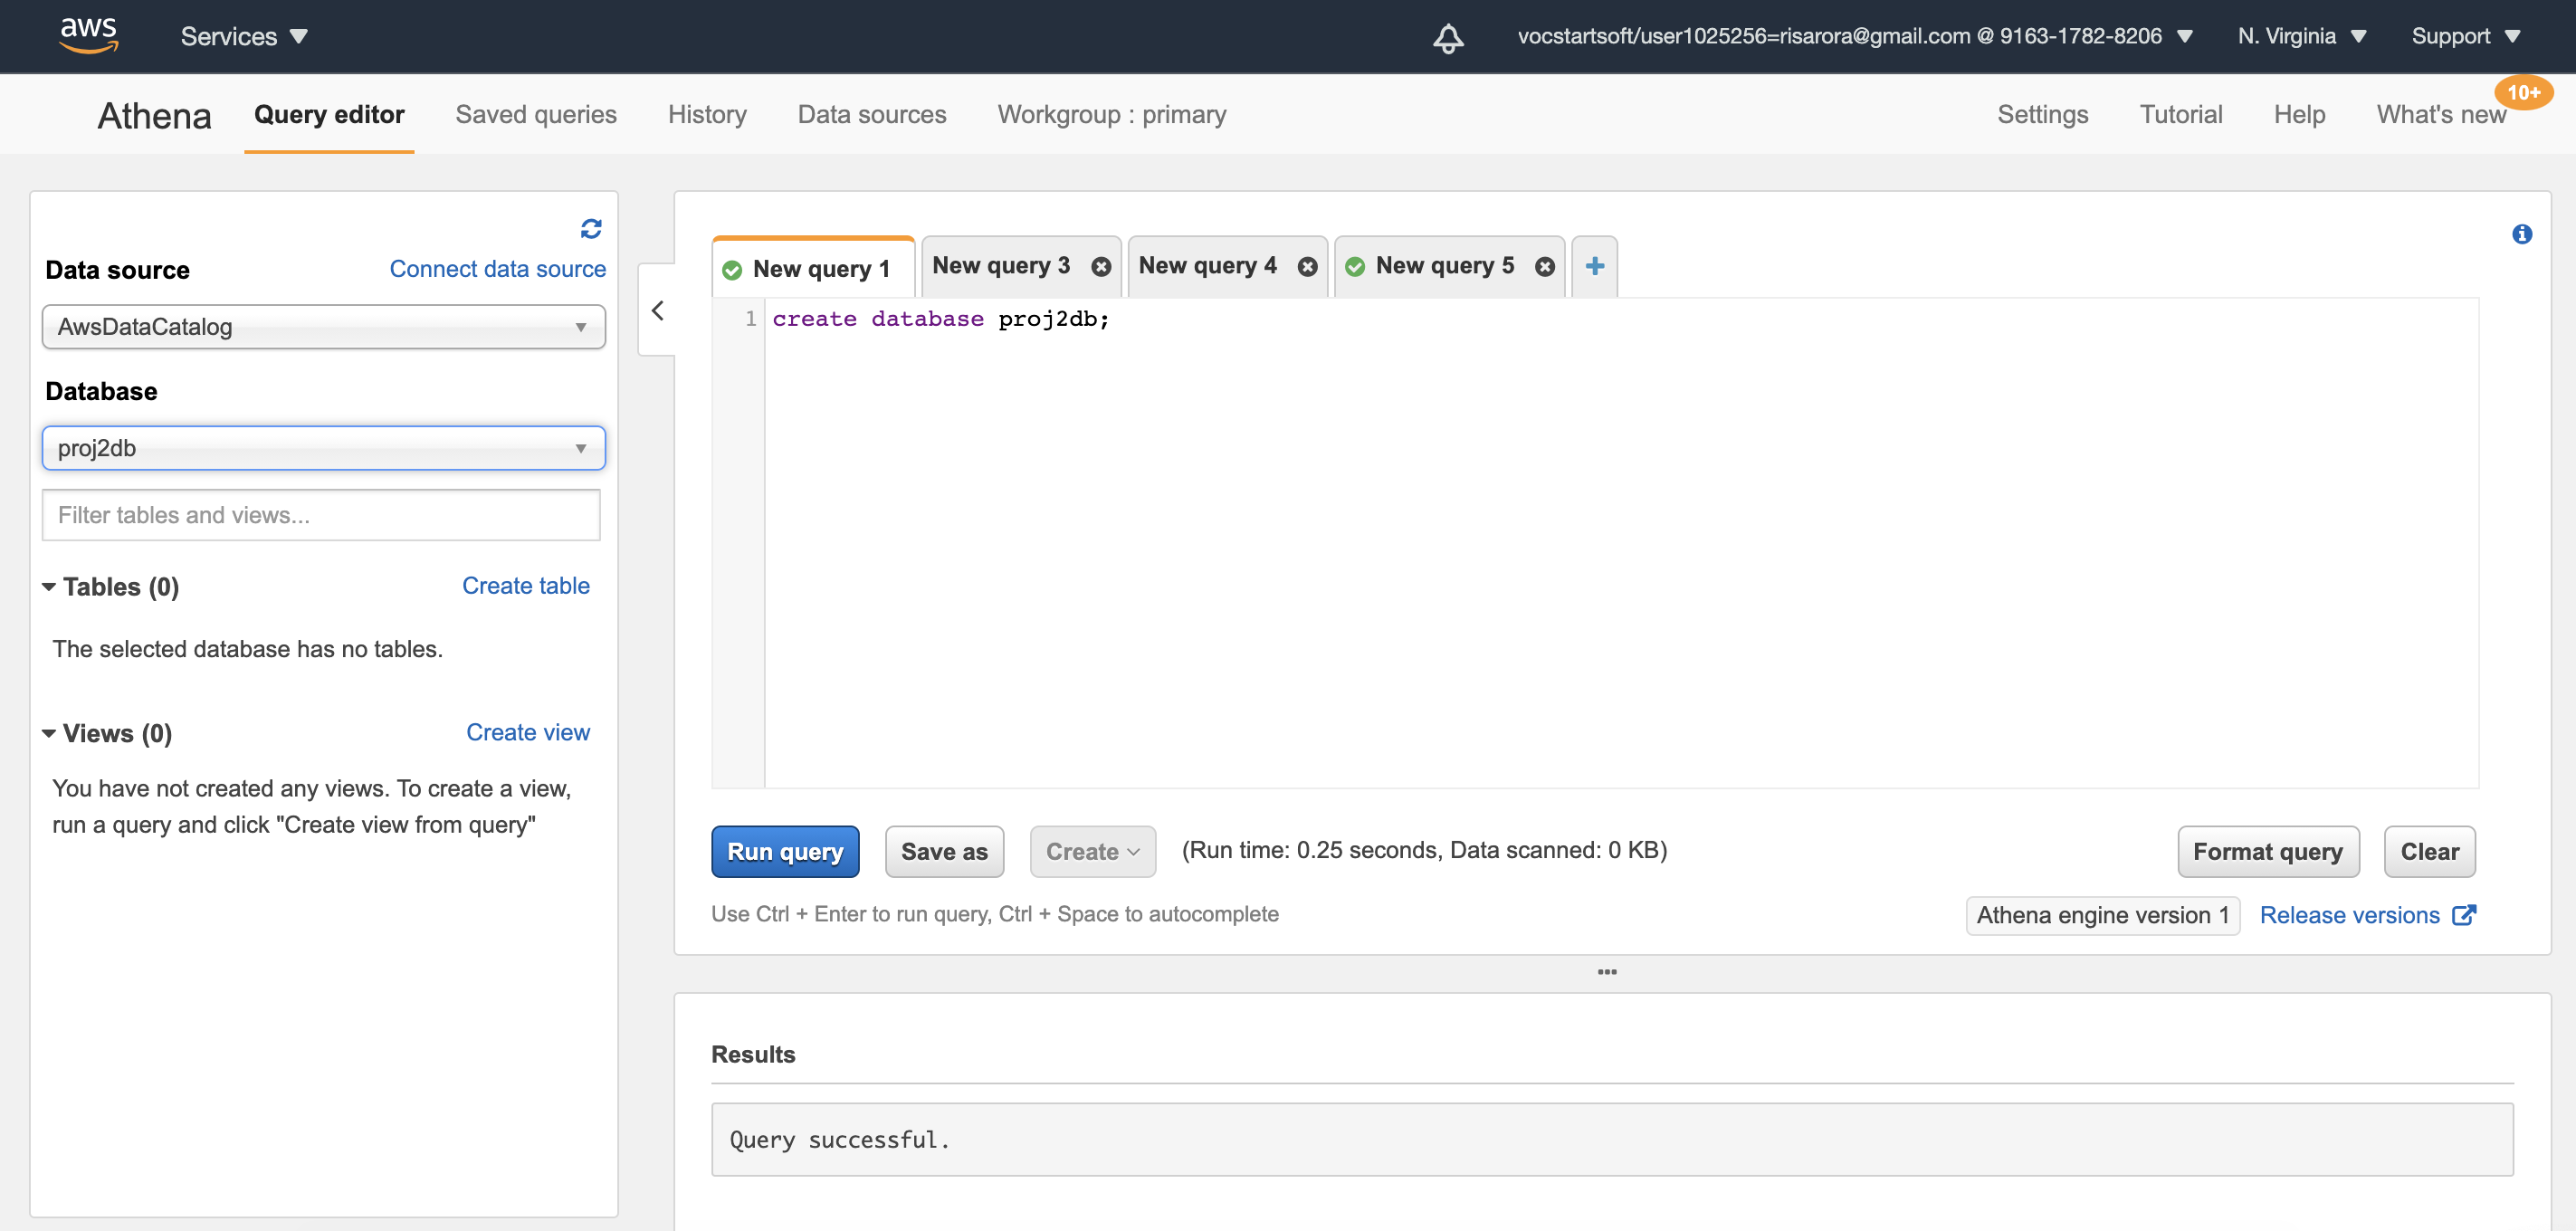 aws Services vocstartsoft/user1025256=risarora@gmail.com @ 9163-1782-8206 N. Virginia Support
Athena Query editor Saved queries History Data sources Workgroup : primary Settings Tutorial Help What's new 10+
Data source Connect data source
AwsDataCatalog
Database
proj2db
Filter tables and views...
Tables (0) Create table
The selected database has no tables.
Views (0) Create view
You have not created any views. To create a view,
run a query and click "Create view from query"
New query 1 New query 3 New query 4 New query 5
1 create database proj2db;
Run query Save as Create (Run time: 0.25 seconds, Data scanned: 0 KB) Format query Clear
Use Ctrl + Enter to run query, Ctrl + Space to autocomplete
Athena engine version 1 Release versions
Results
Query successful.